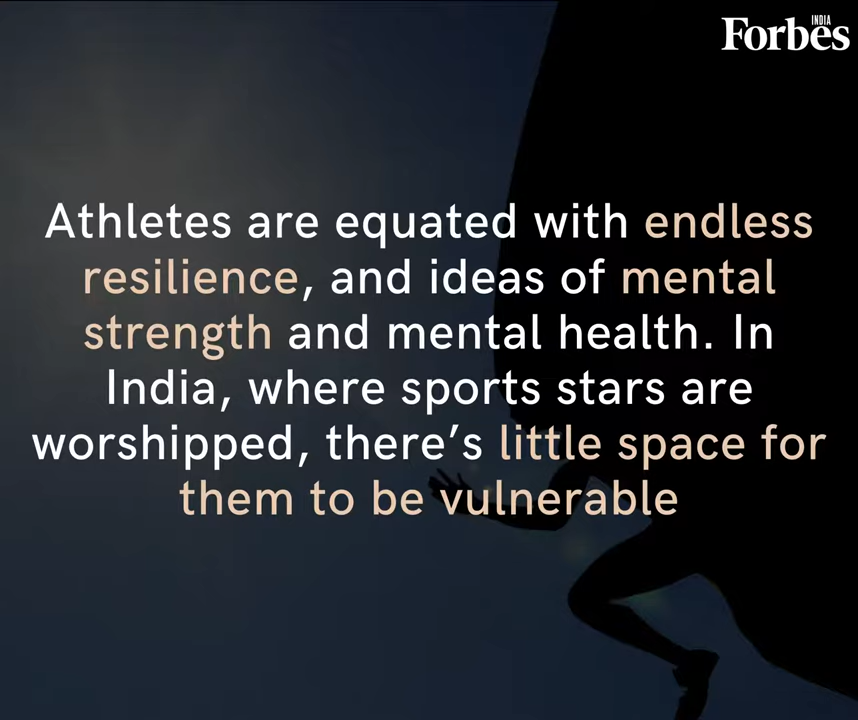 Forbes
INDIA
Athletes are equated with endless
resilience, and ideas of mental
strength and mental health. In
India, where sports stars are
worshipped, there’s little space for
them to be vulnerable